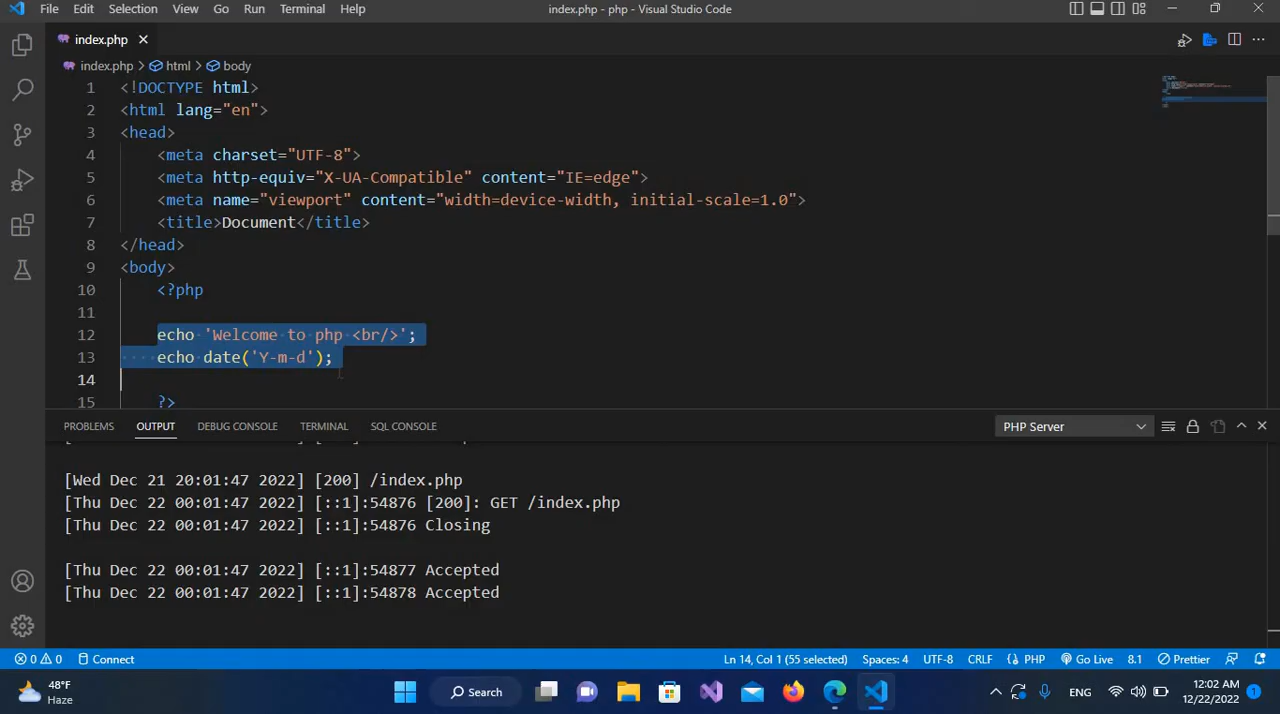 File Edit Selection View Go Run Terminal Help
index.php - php - Visual Studio Code
index.php
index.php > html > body
1 <!DOCTYPE html>
2 <html lang="en">
3 <head>
4 <meta charset="UTF-8">
5 <meta http-equiv="X-UA-Compatible" content="IE=edge">
6 <meta name="viewport" content="width=device-width, initial-scale=1.0">
7 <title>Document</title>
8 </head>
9 <body>
10 <?php
11
12 echo 'Welcome to php <br/>';
13 echo date('Y-m-d');
14
15 ?>
PROBLEMS OUTPUT DEBUG CONSOLE TERMINAL SQL CONSOLE PHP Server
[Wed Dec 21 20:01:47 2022] [200] /index.php
[Thu Dec 22 00:01:47 2022] [::1]:54876 [200]: GET /index.php
[Thu Dec 22 00:01:47 2022] [::1]:54876 Closing
[Thu Dec 22 00:01:47 2022] [::1]:54877 Accepted
[Thu Dec 22 00:01:47 2022] [::1]:54878 Accepted
0 0 Connect Ln 14, Col 1 (55 selected) Spaces: 4 UTF-8 CRLF {} PHP Go Live 8.1 Prettier
48°F
Haze
Search
ENG
12:02 AM
12/22/2022
1